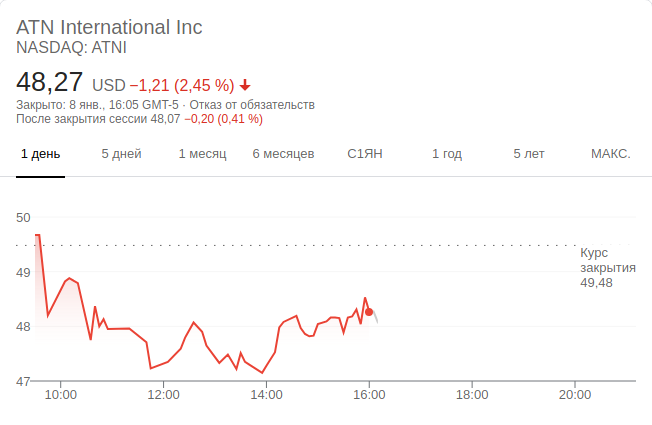 ATN International Inc
NASDAQ: ATNI
48,27 USD −1,21 (2,45 %)
Закрыто: 8 янв., 16:05 GMT-5 · Отказ от обязательств
После закрытия сессии 48,07 −0,20 (0,41 %)
1 день 5 дней 1 месяц 6 месяцев С1ЯН 1 год 5 лет МАКС.
50
Курс
закрытия
49,48
49
48
47
10:00 12:00 14:00 16:00 18:00 20:00